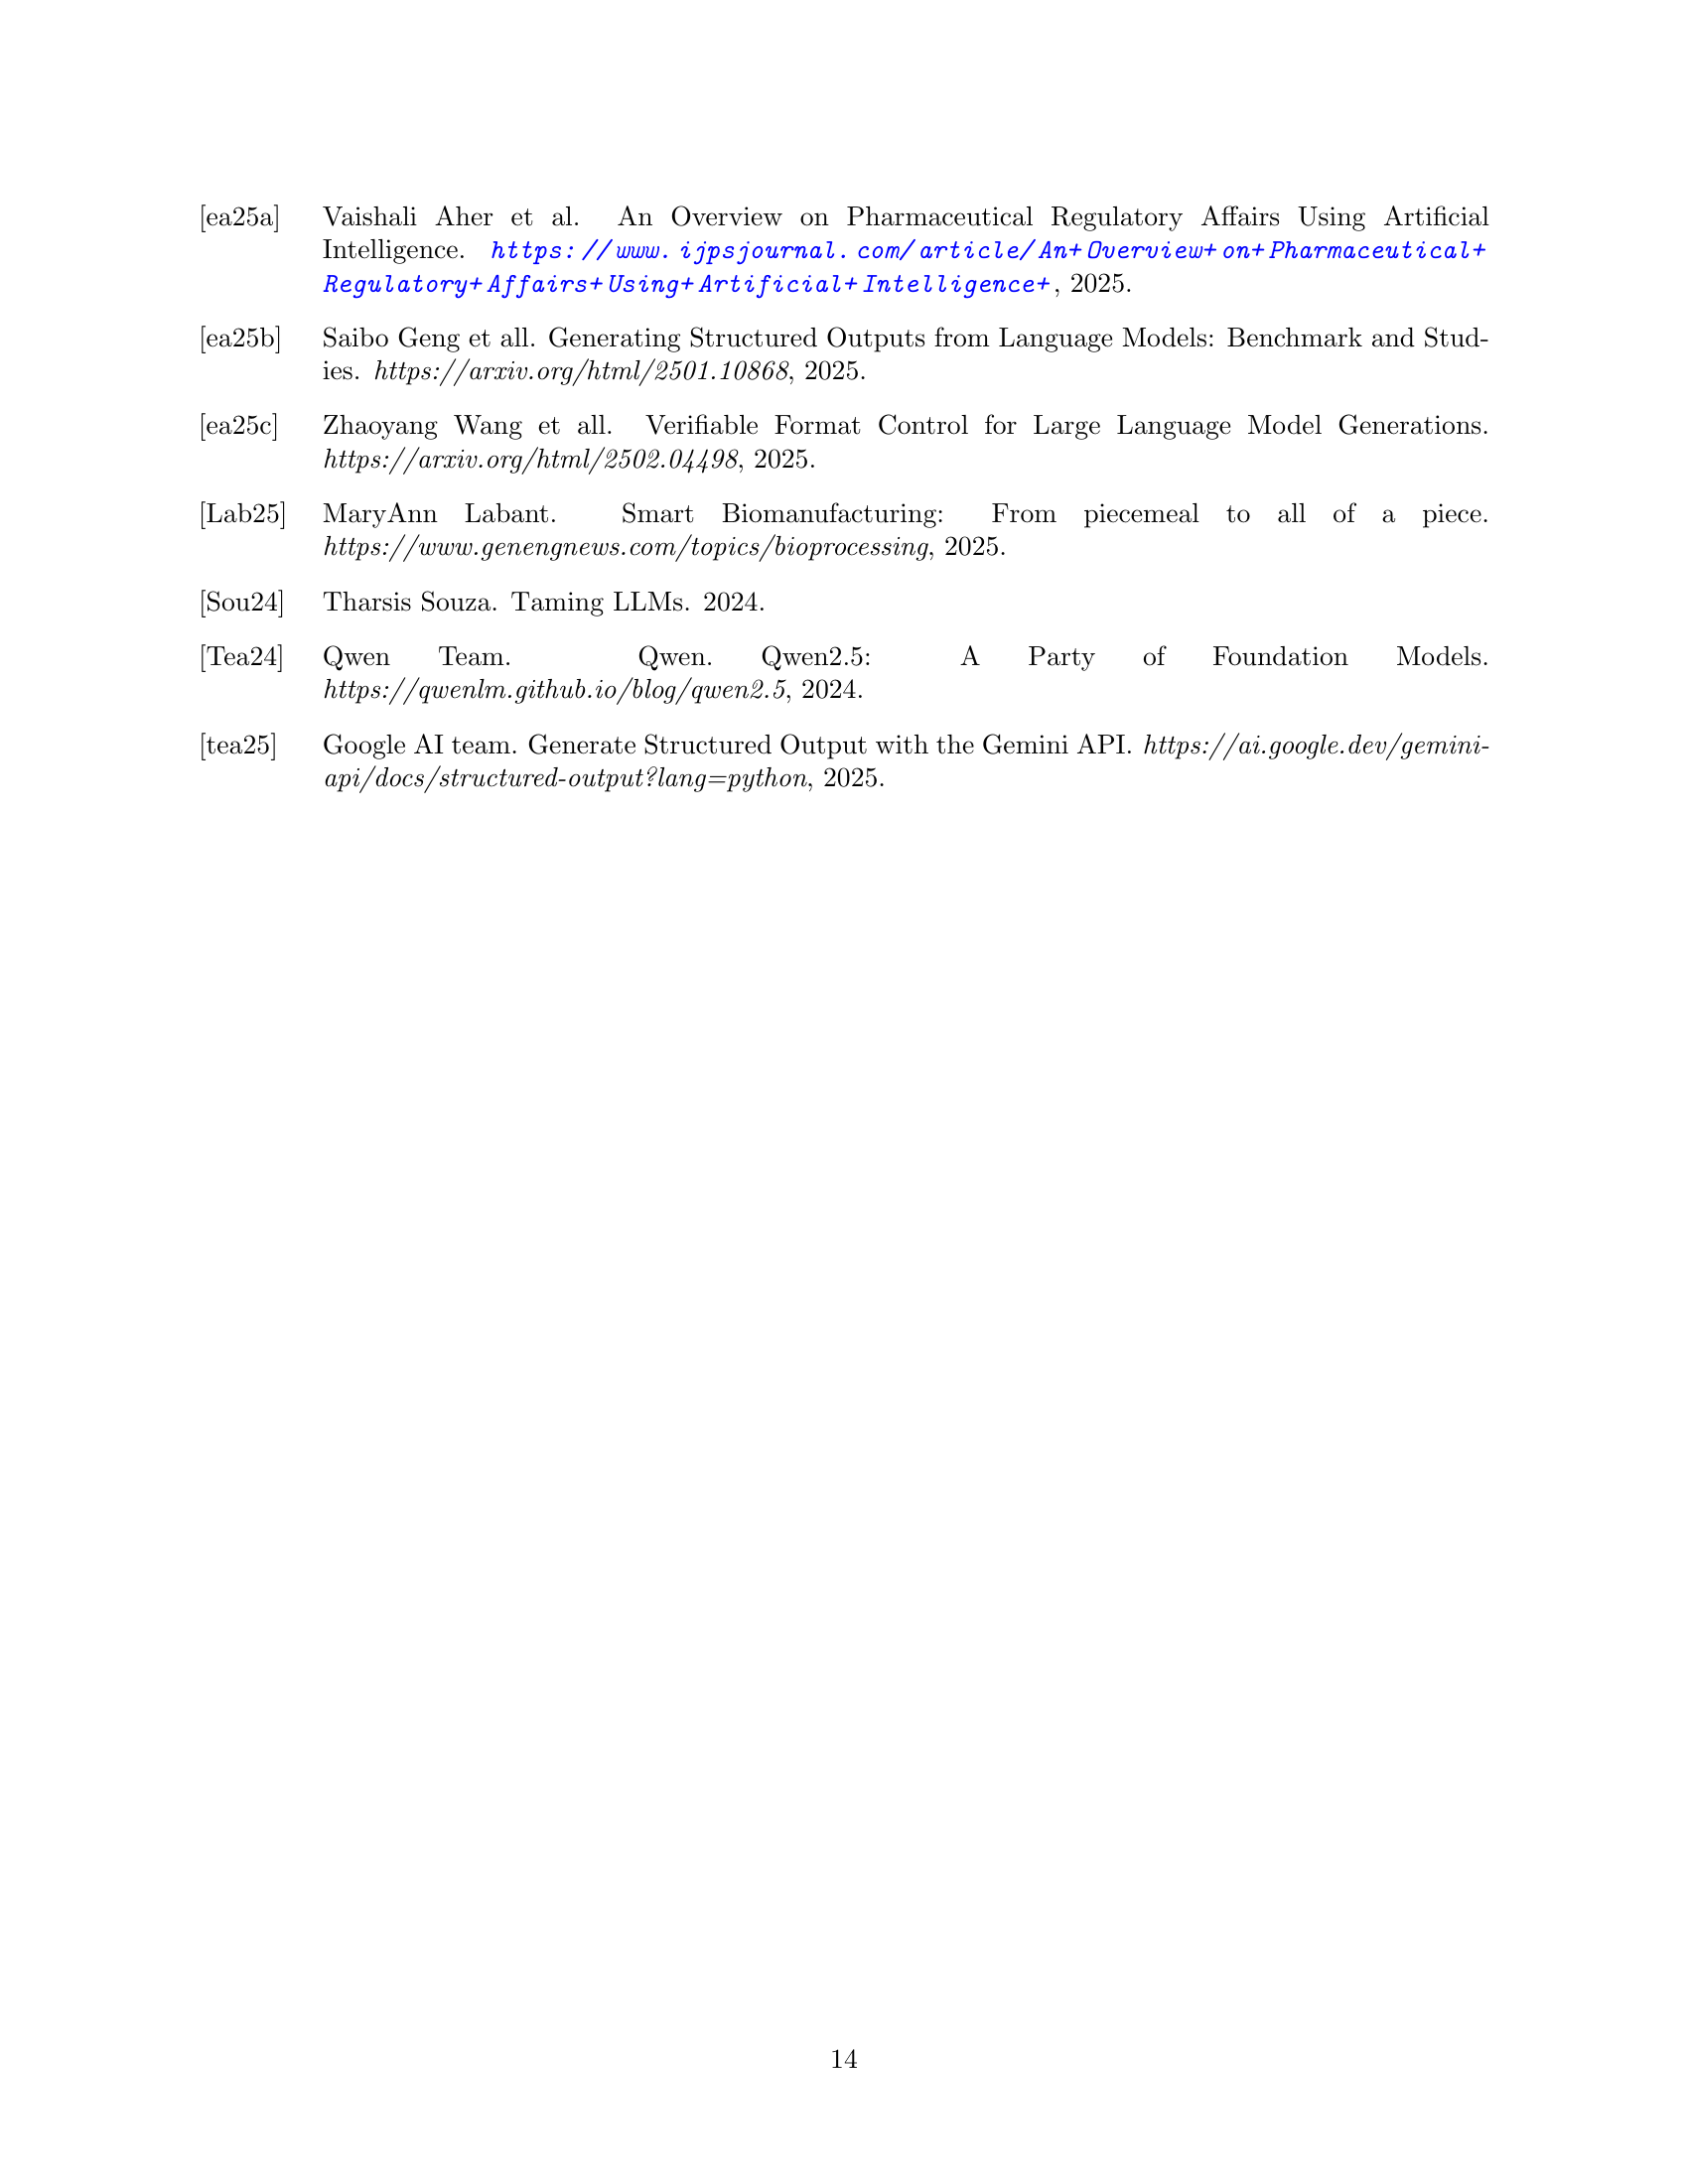 [ea25a] Vaishali Aher et al. An Overview on Pharmaceutical Regulatory Affairs Using Artificial
Intelligence. https://www.ijpsjournal.com/article/An+Overview+on+Pharmaceutical+
Regulatory+Affairs+Using+Artificial+Intelligence+, 2025.
[ea25b] Saibo Geng et all. Generating Structured Outputs from Language Models: Benchmark and Stud-
ies. https://arxiv.org/html/2501.10868, 2025.
[ea25c] Zhaoyang Wang et all. Verifiable Format Control for Large Language Model Generations.
https://arxiv.org/html/2502.04498, 2025.
[Lab25] MaryAnn Labant. Smart Biomanufacturing: From piecemeal to all of a piece.
https://www.genengnews.com/topics/bioprocessing, 2025.
[Sou24] Tharsis Souza. Taming LLMs. 2024.
[Tea24] Qwen Team. Qwen. Qwen2.5: A Party of Foundation Models.
https://qwenlm.github.io/blog/qwen2.5, 2024.
[tea25] Google AI team. Generate Structured Output with the Gemini API. https://ai.google.dev/gemini-
api/docs/structured-output?lang=python, 2025.
14